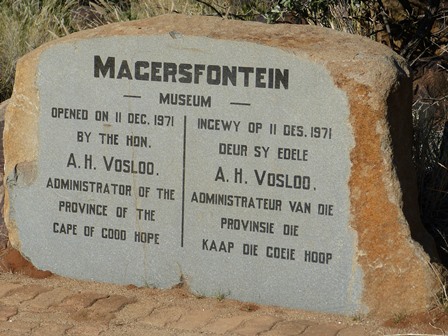 MAGERSFONTEIN
— MUSEUM —
OPENED ON 11 DEC. 1971
BY THE HON.
A. H. VOSLOO.
ADMINISTRATOR OF THE
PROVINCE OF THE
CAPE OF GOOD HOPE
INGEWY OP 11 DES. 1971
DEUR SY EDELE
A. H. VOSLOO.
ADMINISTRATEUR VAN DIE
PROVINSIE DIE
KAAP DIE GOEIE HOOP